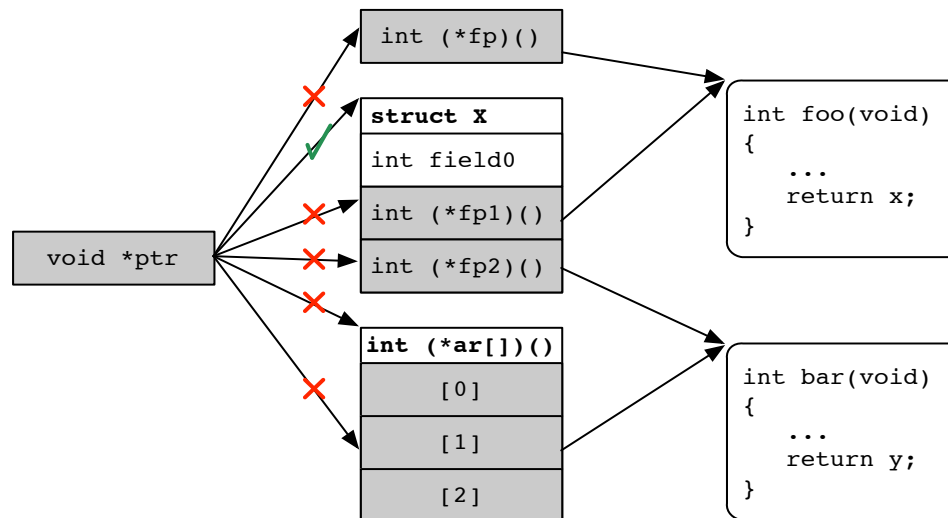 void *ptr
int (*fp)()
struct X
int field0
int (*fp1)()
int (*fp2)()
int (*ar[])()
[0]
[1]
[2]
int foo(void)
{
...
return x;
}
int bar(void)
{
...
return y;
}